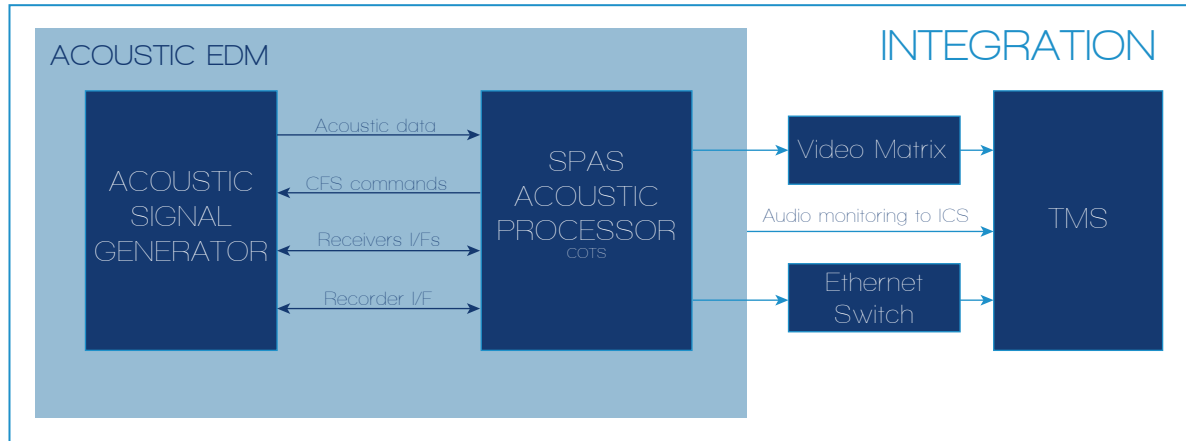 INTEGRATION
ACOUSTIC EDM
ACOUSTIC
SIGNAL
GENERATOR
Acoustic data
CFS commands
Receivers I/Fs
Recorder I/F
SPAS
ACOUSTIC
PROCESSOR
COTS
Video Matrix
Audio monitoring to ICS
Ethernet
Switch
TMS